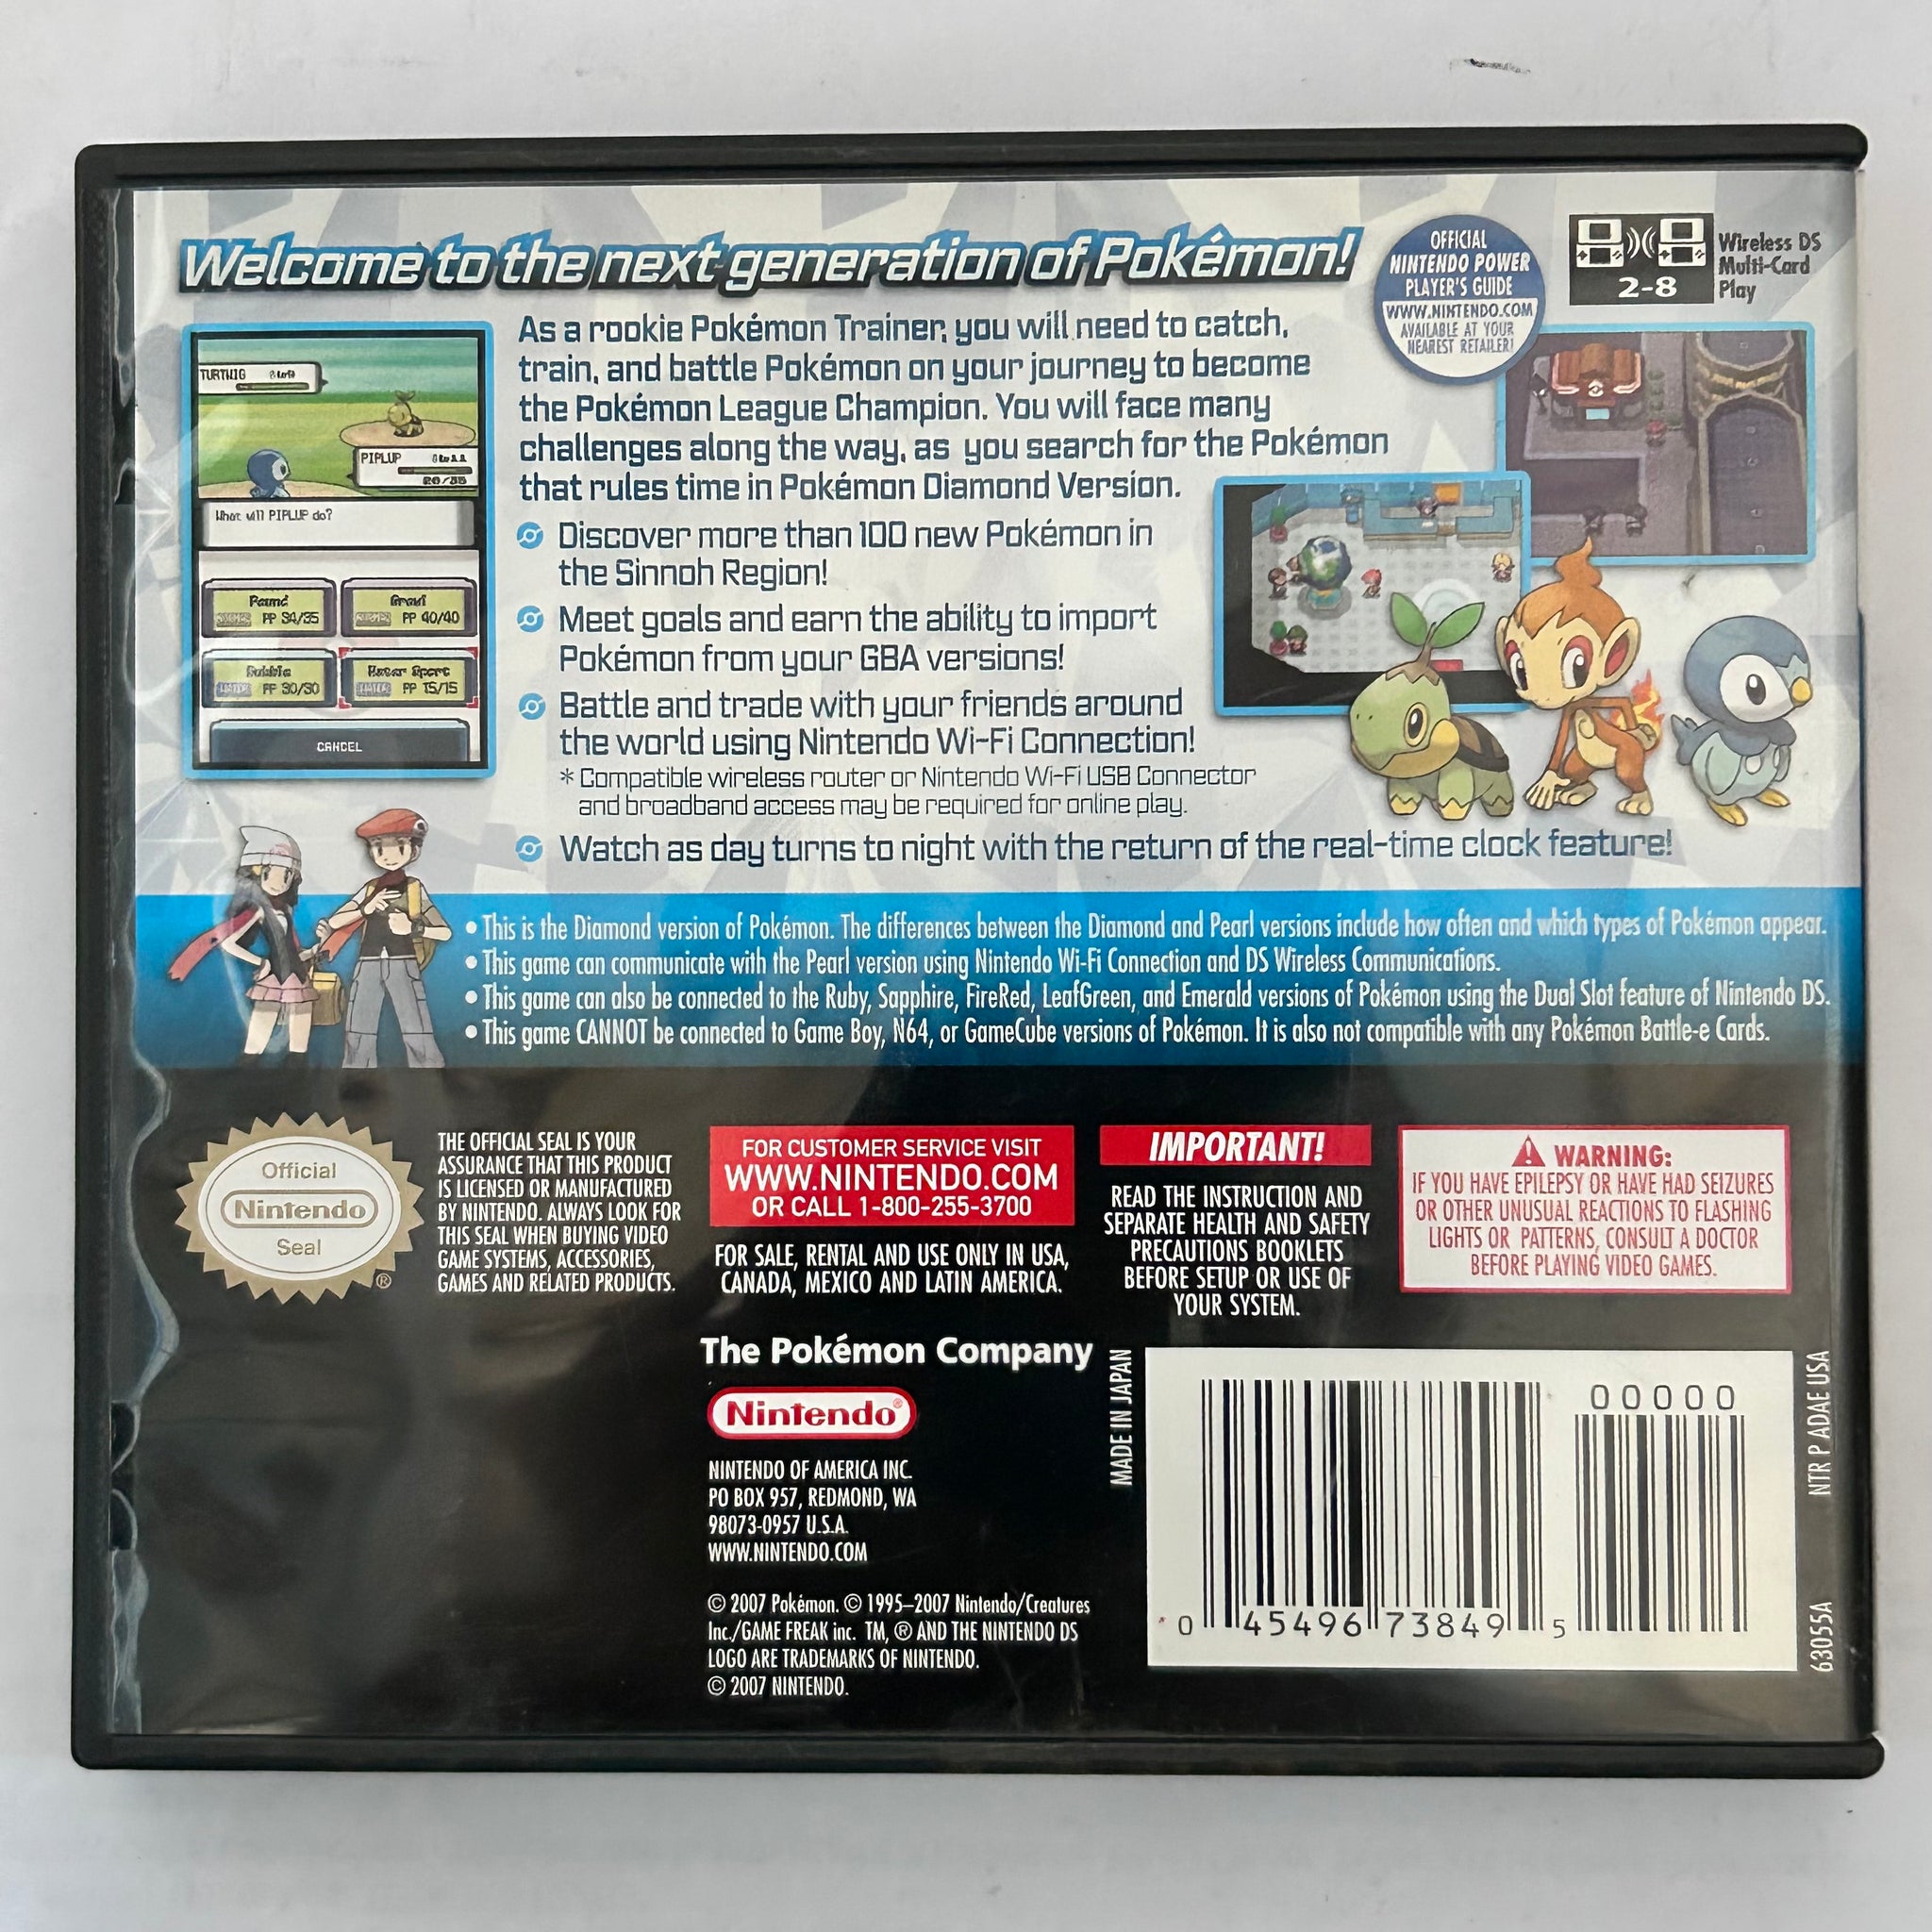 Welcome to the next generation of Pokémon!
OFFICIAL
NINTENDO POWER
PLAYER'S GUIDE
WWW.NINTENDO.COM
AVAILABLE AT YOUR
NEAREST RETAILER!
2-8
Wireless DS
Multi-Card
Play
As a rookie Pokémon Trainer, you will need to catch,
train, and battle Pokémon on your journey to become
the Pokémon League Champion. You will face many
challenges along the way, as you search for the Pokémon
that rules time in Pokémon Diamond Version.
TURTWIG
PIPLUP
What will PIPLUP do?
Pound
PP 34/35
Growl
PP 40/40
Bubble
WATER PP 30/30
Water Sport
WATER PP 15/15
CANCEL
Discover more than 100 new Pokémon in
the Sinnoh Region!
Meet goals and earn the ability to import
Pokémon from your GBA versions!
Battle and trade with your friends around
the world using Nintendo Wi-Fi Connection!
* Compatible wireless router or Nintendo Wi-Fi USB Connector
and broadband access may be required for online play.
Watch as day turns to night with the return of the real-time clock feature!
• This is the Diamond version of Pokémon. The differences between the Diamond and Pearl versions include how often and which types of Pokémon appear.
• This game can communicate with the Pearl version using Nintendo Wi-Fi Connection and DS Wireless Communications.
• This game can also be connected to the Ruby, Sapphire, FireRed, LeafGreen, and Emerald versions of Pokémon using the Dual Slot feature of Nintendo DS.
• This game CANNOT be connected to Game Boy, N64, or GameCube versions of Pokémon. It is also not compatible with any Pokémon Battle-e Cards.
Official
Nintendo
Seal
®
THE OFFICIAL SEAL IS YOUR
ASSURANCE THAT THIS PRODUCT
IS LICENSED OR MANUFACTURED
BY NINTENDO. ALWAYS LOOK FOR
THIS SEAL WHEN BUYING VIDEO
GAME SYSTEMS, ACCESSORIES,
GAMES AND RELATED PRODUCTS.
FOR CUSTOMER SERVICE VISIT
WWW.NINTENDO.COM
OR CALL 1-800-255-3700
FOR SALE, RENTAL AND USE ONLY IN USA,
CANADA, MEXICO AND LATIN AMERICA.
IMPORTANT!
READ THE INSTRUCTION AND
SEPARATE HEALTH AND SAFETY
PRECAUTIONS BOOKLETS
BEFORE SETUP OR USE OF
YOUR SYSTEM.
WARNING:
IF YOU HAVE EPILEPSY OR HAVE HAD SEIZURES
OR OTHER UNUSUAL REACTIONS TO FLASHING
LIGHTS OR PATTERNS, CONSULT A DOCTOR
BEFORE PLAYING VIDEO GAMES.
The Pokémon Company
Nintendo®
NINTENDO OF AMERICA INC.
PO BOX 957, REDMOND, WA
98073-0957 U.S.A.
WWW.NINTENDO.COM
© 2007 Pokémon. © 1995–2007 Nintendo/Creatures
Inc./GAME FREAK inc. TM, ® AND THE NINTENDO DS
LOGO ARE TRADEMARKS OF NINTENDO.
© 2007 NINTENDO.
MADE IN JAPAN
00000
0 45496 73849 5
NTR P ADAE USA
63055A